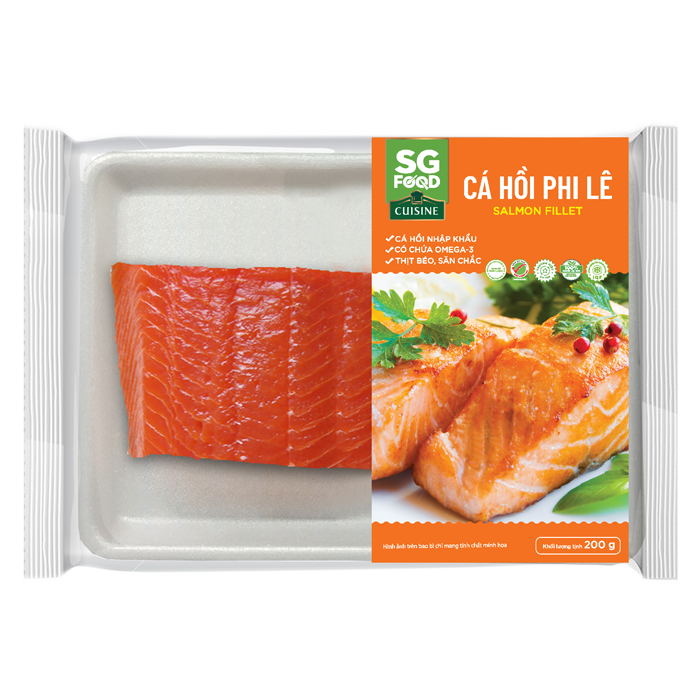 SG
FOOD
CUISINE
CÁ HỒI PHI LÊ
SALMON FILLET
CÁ HỒI NHẬP KHẨU
CÓ CHỨA OMEGA-3
THỊT BÉO, SĂN CHẮC
Hình ảnh trên bao bì chỉ mang tính chất minh họa
Khối lượng tịnh 200 g